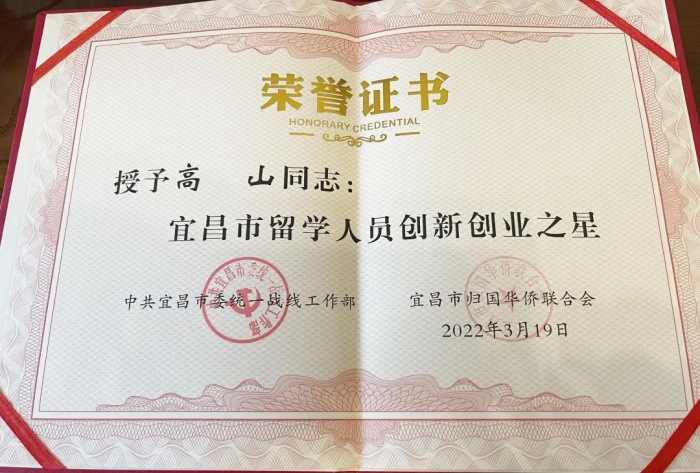 荣誉证书
HONORARY CREDENTIAL
授予高 山同志：
宜昌市留学人员创新创业之星
中共宜昌市委统一战线工作部
宜昌市归国华侨联合会
2022年3月19日